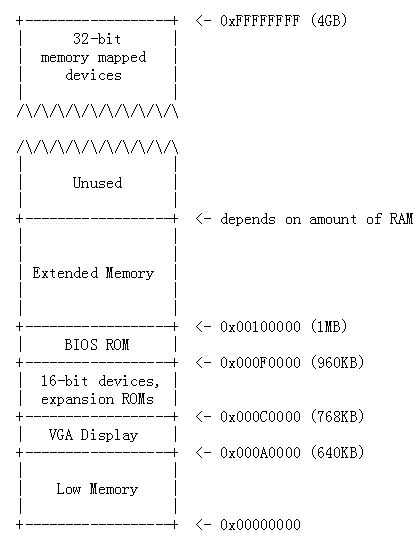 +------------------+  <- 0xFFFFFFFF (4GB)
|      32-bit      |
|  memory mapped   |
|     devices      |
|                  |
/\/\/\/\/\/\/\/\/\/\
/\/\/\/\/\/\/\/\/\/\
|                  |
|      Unused      |
|                  |
+------------------+  <- depends on amount of RAM
|                  |
|                  |
| Extended Memory  |
|                  |
|                  |
+------------------+  <- 0x00100000 (1MB)
|     BIOS ROM     |
+------------------+  <- 0x000F0000 (960KB)
|  16-bit devices, |
|  expansion ROMs  |
+------------------+  <- 0x000C0000 (768KB)
|   VGA Display    |
+------------------+  <- 0x000A0000 (640KB)
|                  |
|    Low Memory    |
|                  |
+------------------+  <- 0x00000000